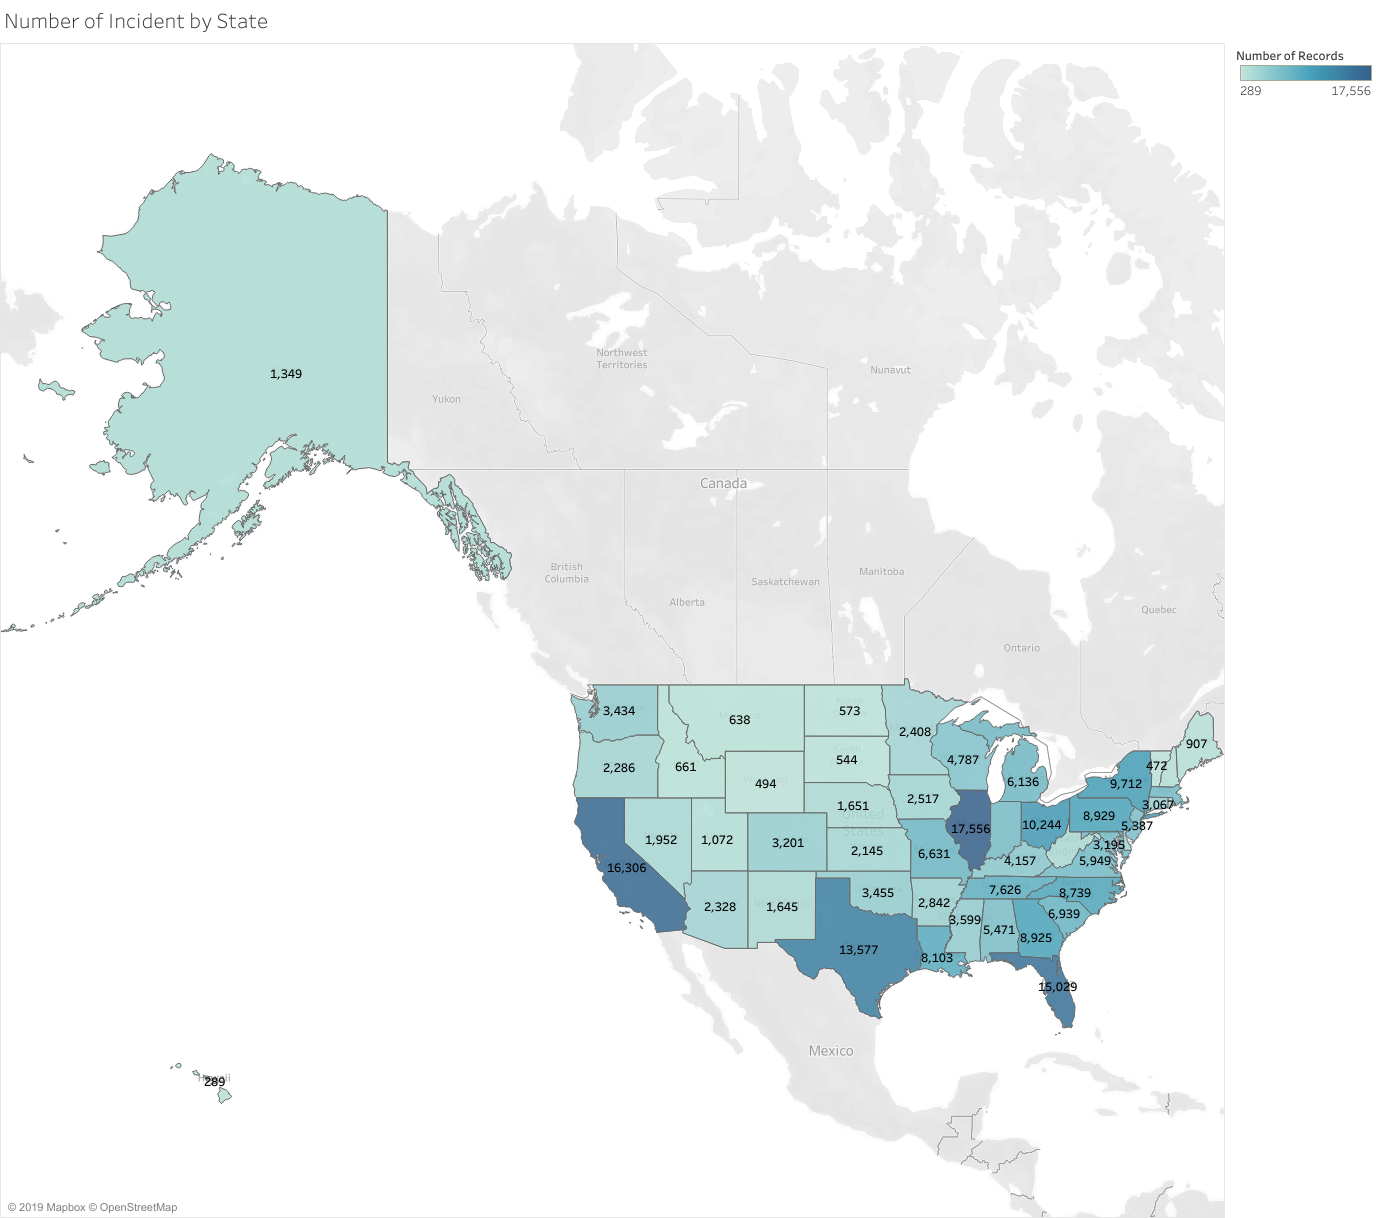 Number of Incident by State
Number of Records
289 17,556
1,349
Northwest
Territories
Nunavut
Yukon
Canada
British
Columbia
Alberta
Saskatchewan
Manitoba
Quebec
Ontario
3,434
638
573
2,408
907
2,286
661
494
544
4,787
6,136
472
9,712
1,651
2,517
3,067
United
States
17,556
10,244
8,929
5,387
1,952
1,072
3,201
2,145
6,631
4,157
3,195
5,949
16,306
2,328
1,645
3,455
2,842
7,626
8,739
3,599
5,471
6,939
8,925
13,577
8,103
15,029
Mexico
Hawaii
289
© 2019 Mapbox © OpenStreetMap